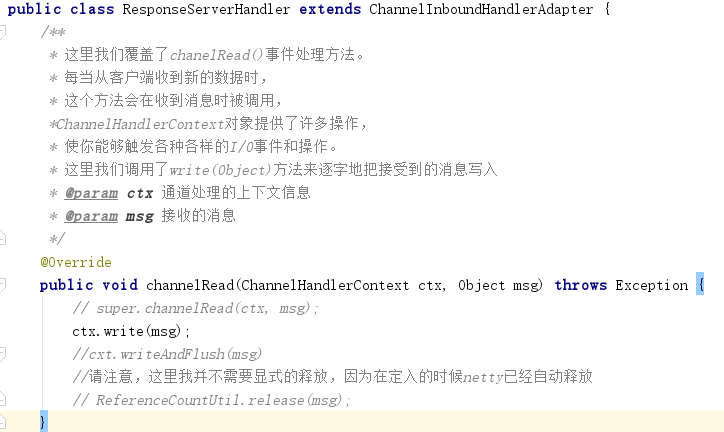 public class ResponseServerHandler extends ChannelInboundHandlerAdapter {
/**
* 这里我们覆盖了chanelRead()事件处理方法。
* 每当从客户端收到新的数据时，
* 这个方法会在收到消息时被调用，
*ChannelHandlerContext对象提供了许多操作，
* 使你能够触发各种各样的I/O事件和操作。
* 这里我们调用了write(Object)方法来逐字地把接受到的消息写入
* @param ctx 通道处理的上下文信息
* @param msg 接收的消息
*/
@Override
public void channelRead(ChannelHandlerContext ctx, Object msg) throws Exception {
// super.channelRead(ctx, msg);
ctx.write(msg);
//cxt.writeAndFlush(msg)
//请注意，这里我并不需要显式的释放，因为在定入的时候netty已经自动释放
// ReferenceCountUtil.release(msg);
}